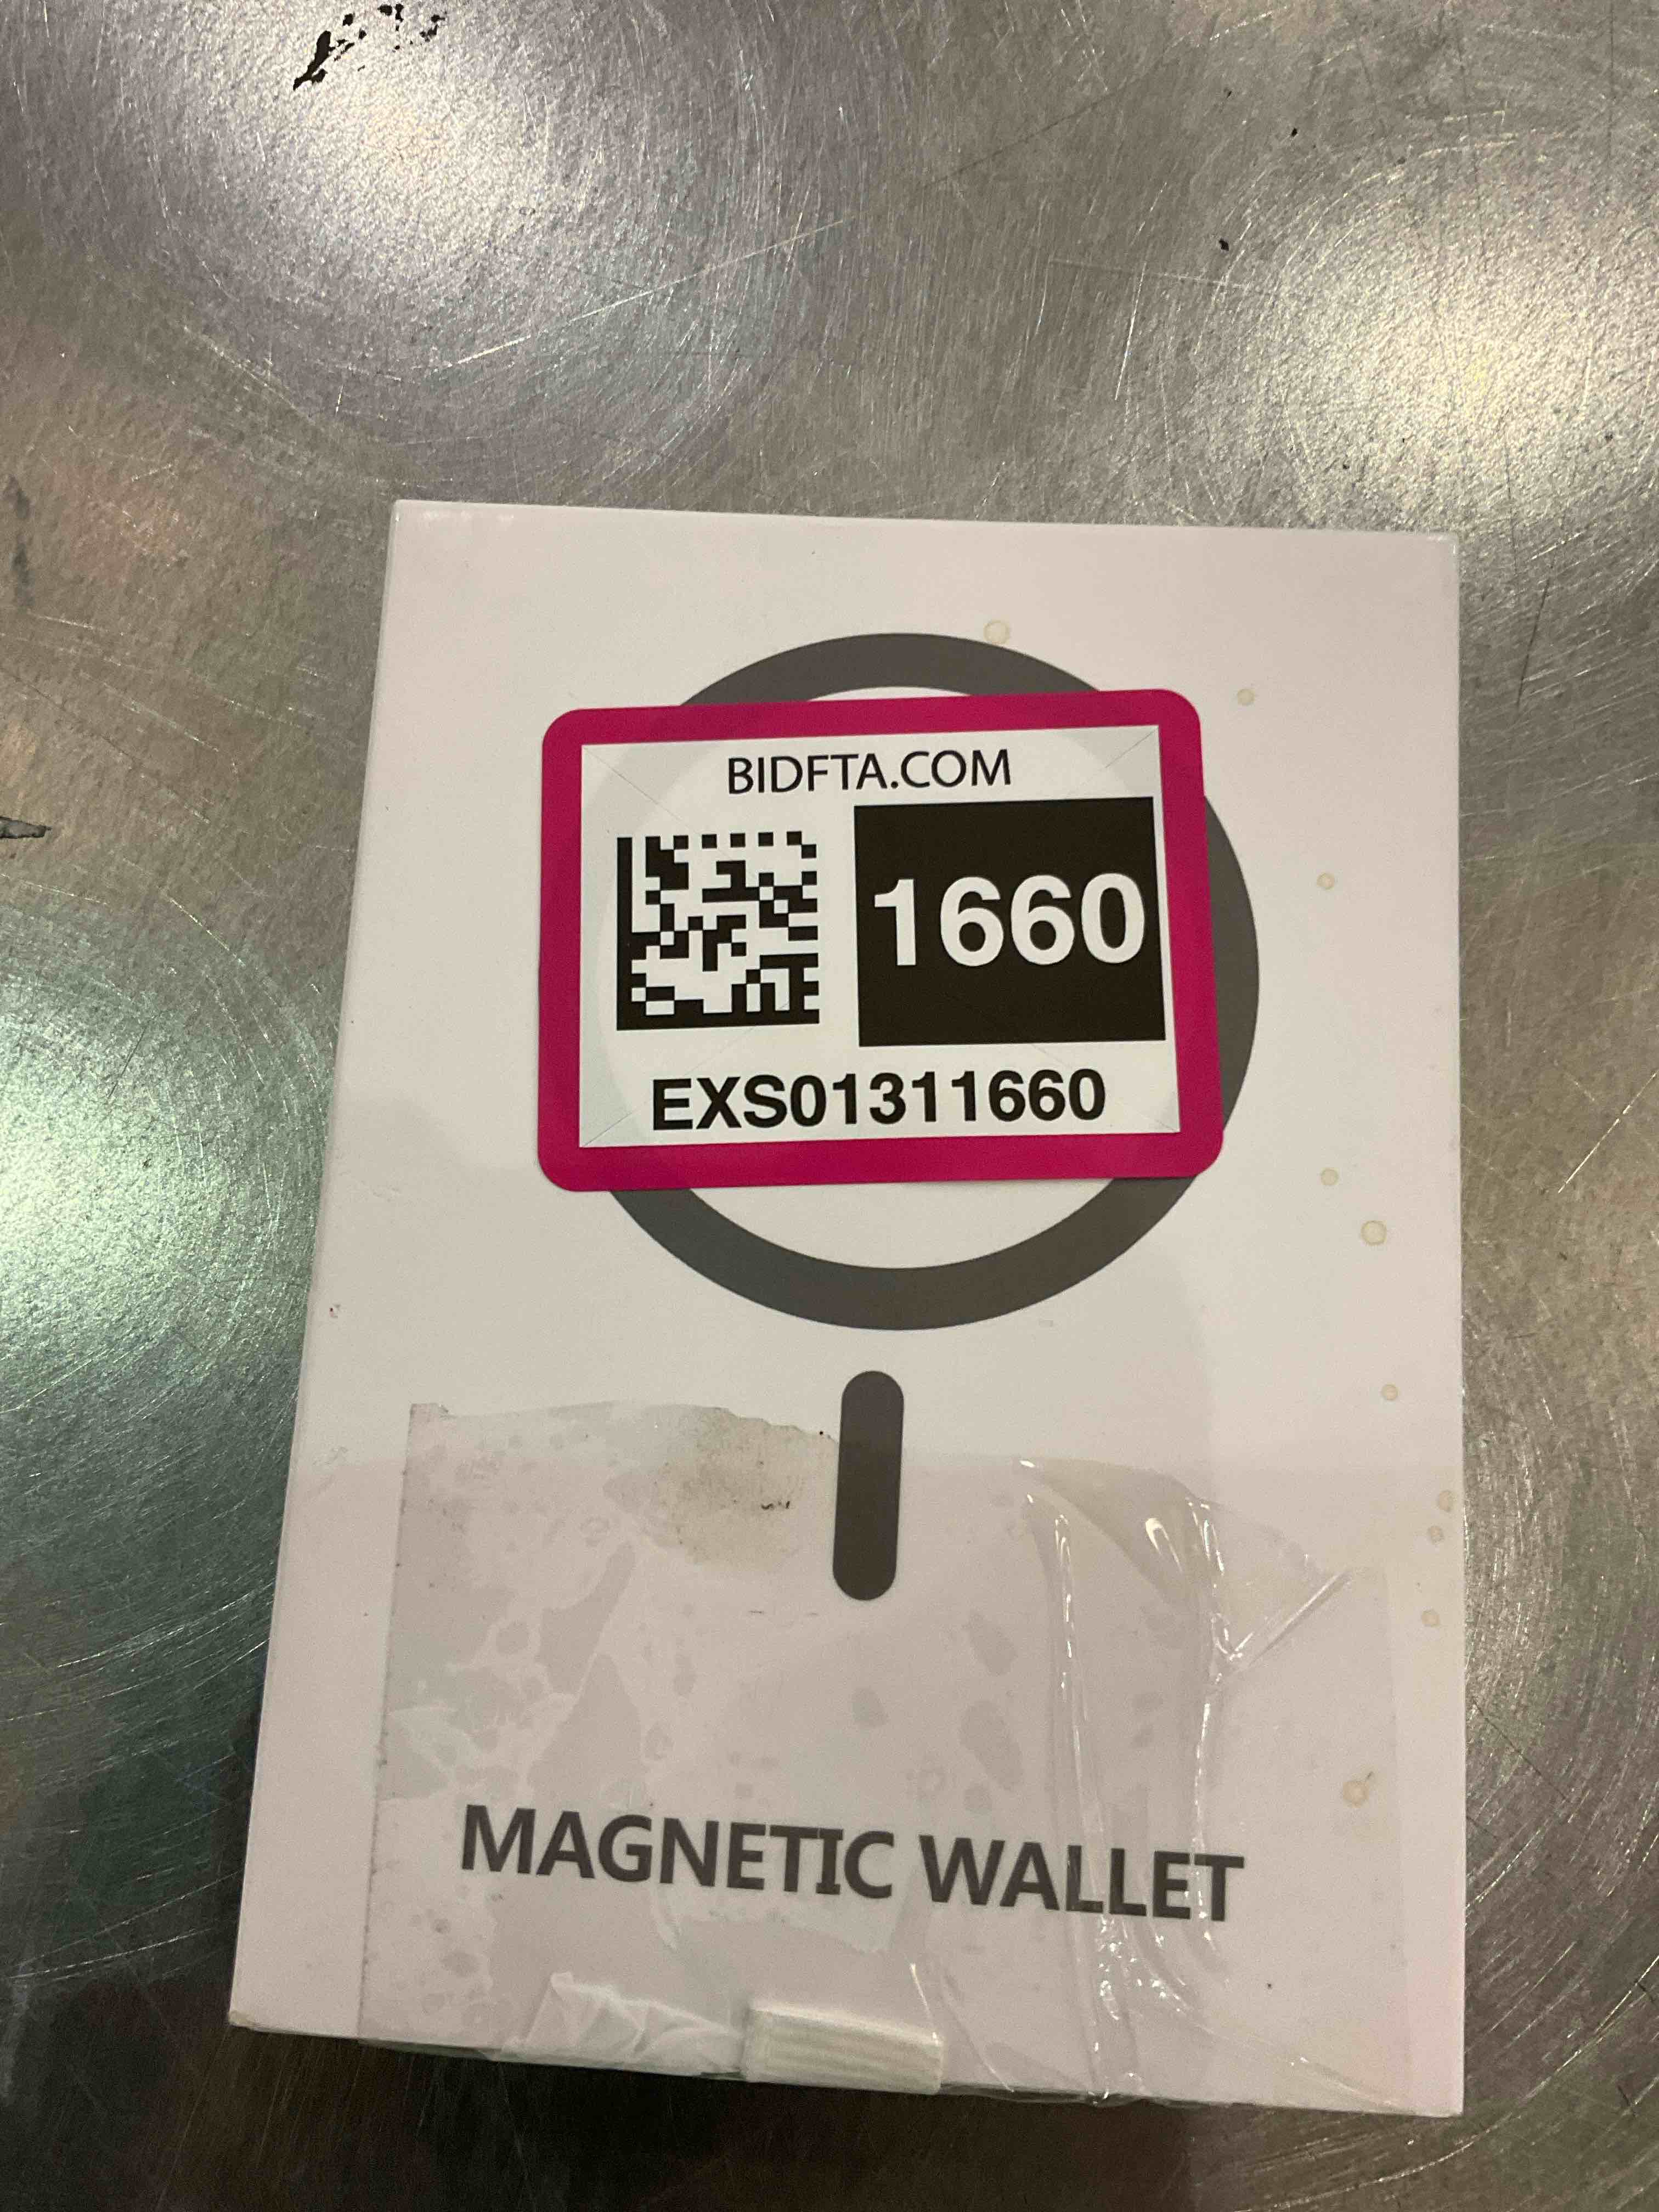 BIDFTA.COM
1660
EXS01311660
MAGNETIC WALLET